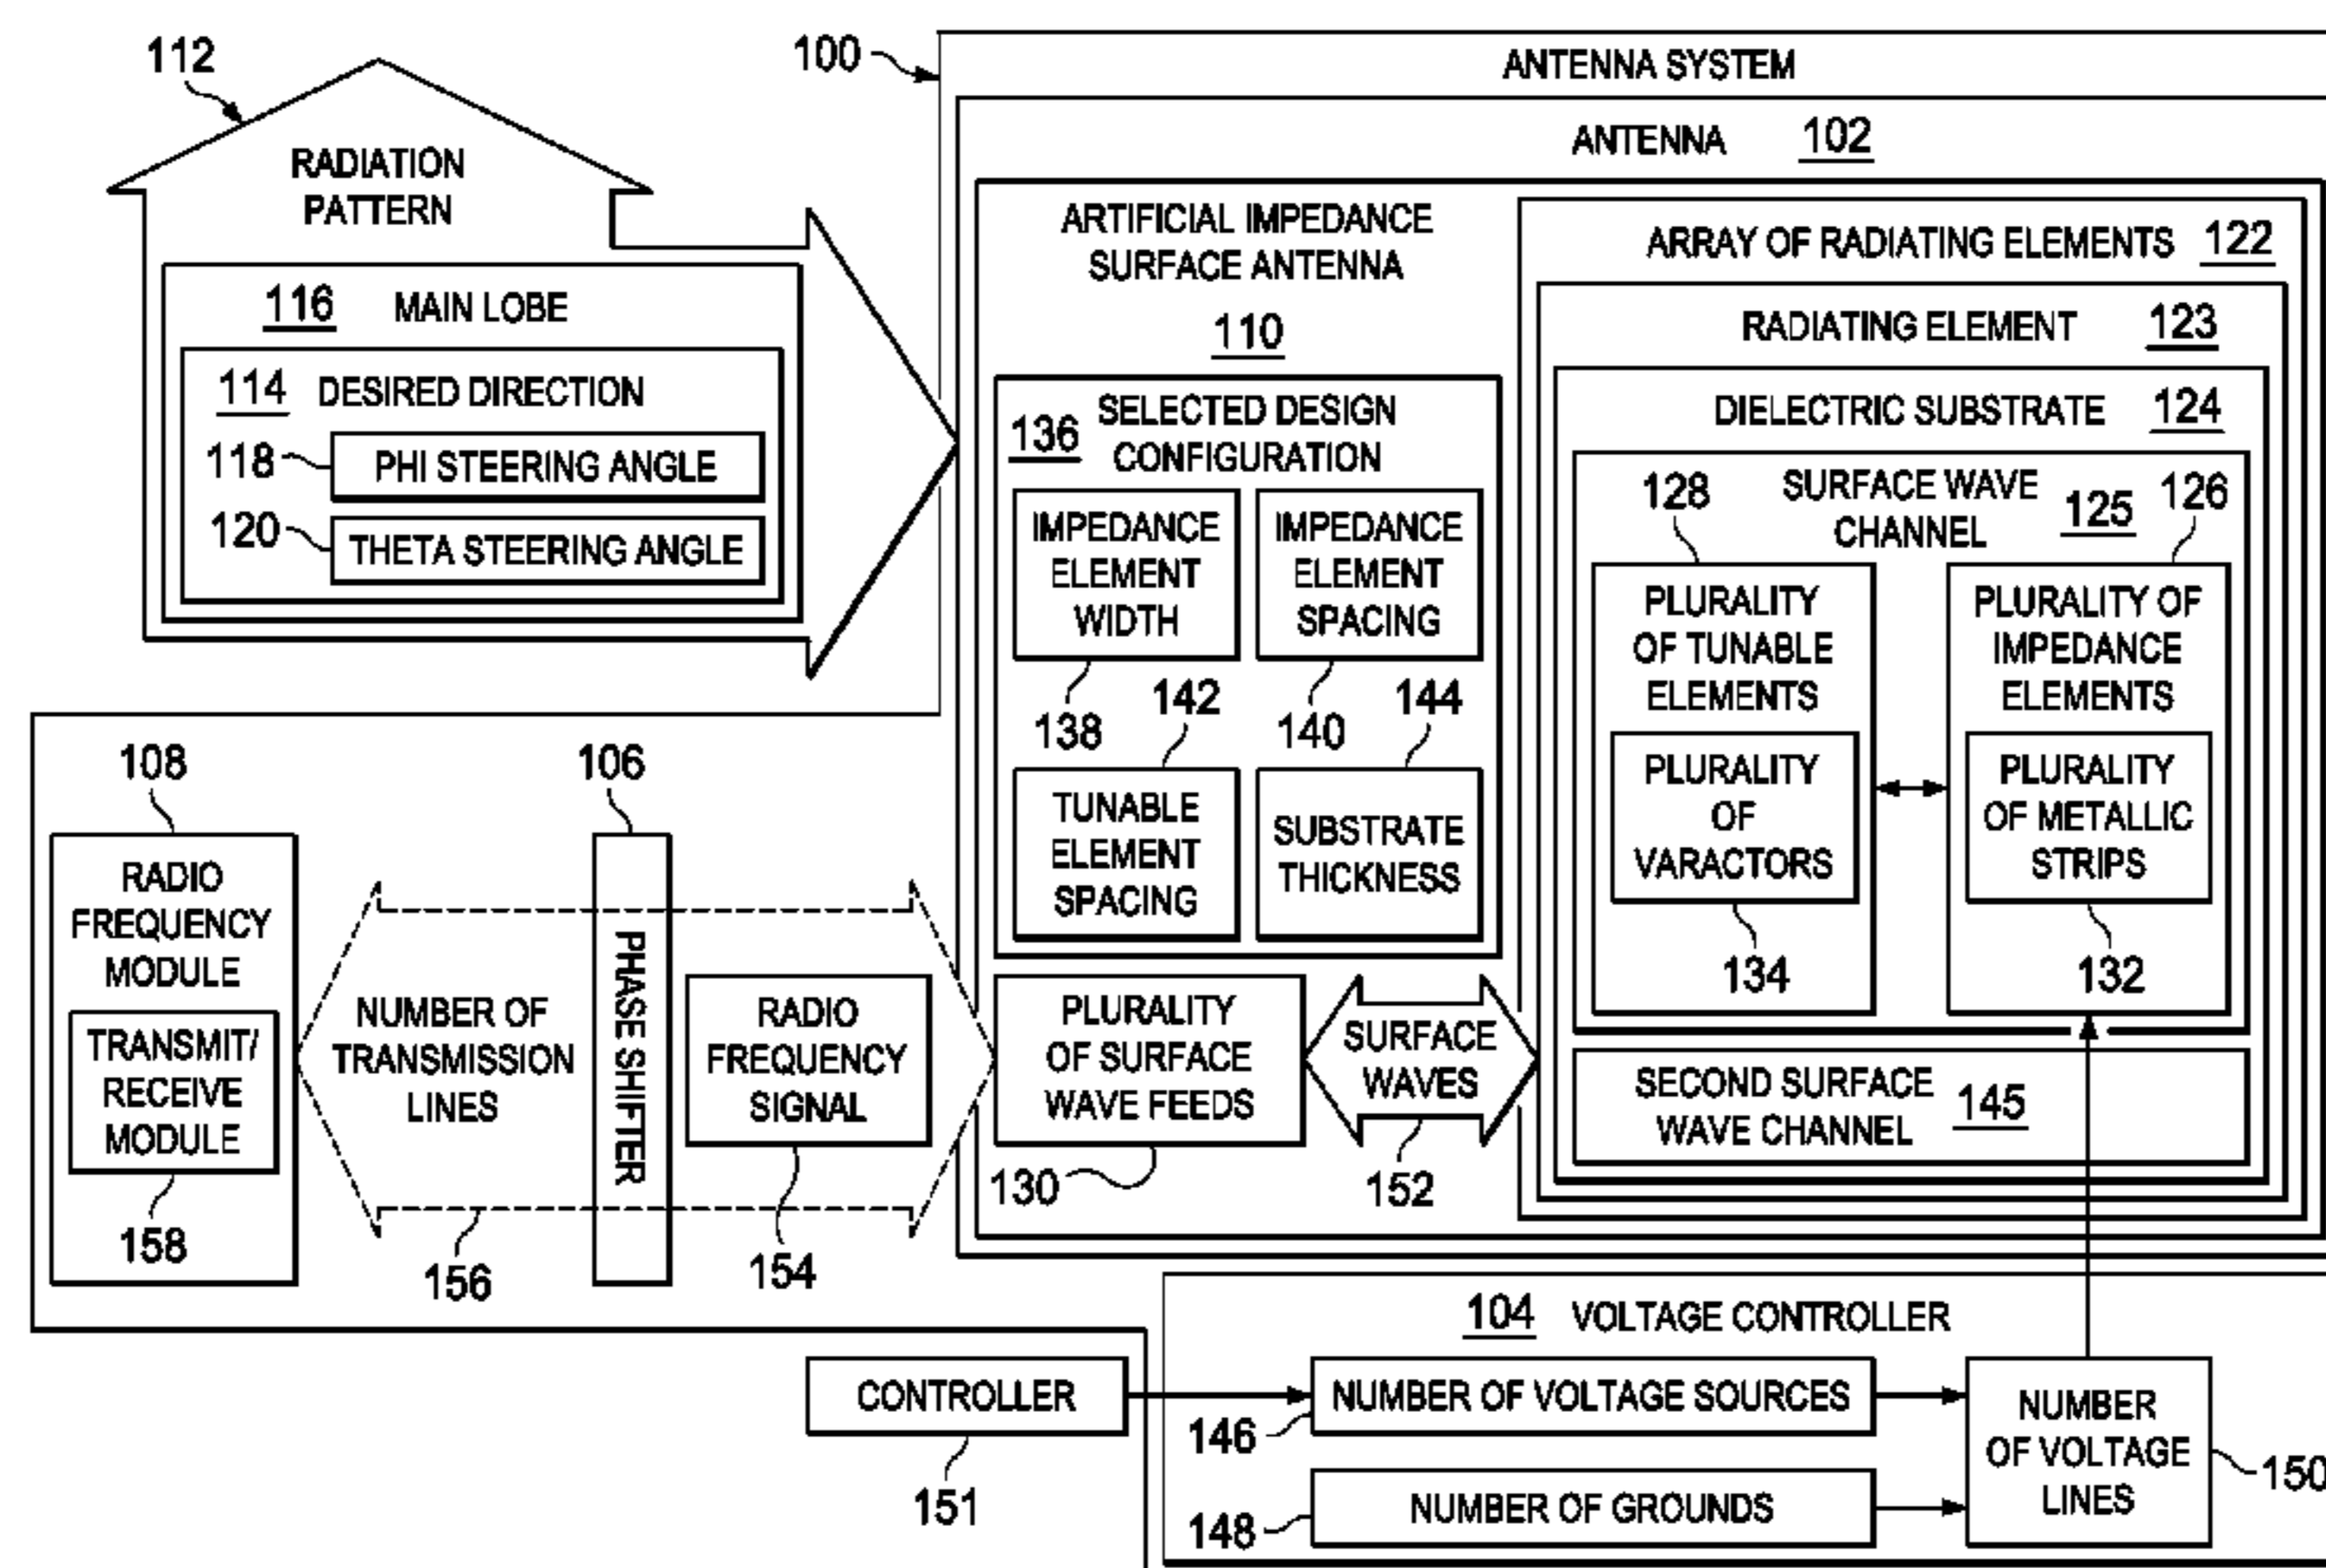 112
RADIATION
PATTERN
116 MAIN LOBE
114 DESIRED DIRECTION
118
PHI STEERING ANGLE
120
THETA STEERING ANGLE
100
ANTENNA SYSTEM
ANTENNA 102
ARTIFICIAL IMPEDANCE
SURFACE ANTENNA
110
136
SELECTED DESIGN
CONFIGURATION
IMPEDANCE
ELEMENT
WIDTH
138
IMPEDANCE
ELEMENT
SPACING
140
142
TUNABLE
ELEMENT
SPACING
144
SUBSTRATE
THICKNESS
ARRAY OF RADIATING ELEMENTS 122
RADIATING ELEMENT 123
DIELECTRIC SUBSTRATE 124
SURFACE WAVE
CHANNEL
125
128
PLURALITY
OF TUNABLE
ELEMENTS
PLURALITY
OF
VARACTORS
134
126
PLURALITY OF
IMPEDANCE
ELEMENTS
PLURALITY
OF METALLIC
STRIPS
132
SECOND SURFACE
WAVE CHANNEL
145
108
RADIO
FREQUENCY
MODULE
TRANSMIT/
RECEIVE
MODULE
158
NUMBER OF
TRANSMISSION
LINES
156
106
PHASE SHIFTER
RADIO
FREQUENCY
SIGNAL
154
PLURALITY
OF SURFACE
WAVE FEEDS
130
SURFACE
WAVES
152
104 VOLTAGE CONTROLLER
CONTROLLER
151
NUMBER OF VOLTAGE SOURCES
146
NUMBER OF GROUNDS
148
NUMBER
OF VOLTAGE
LINES
150